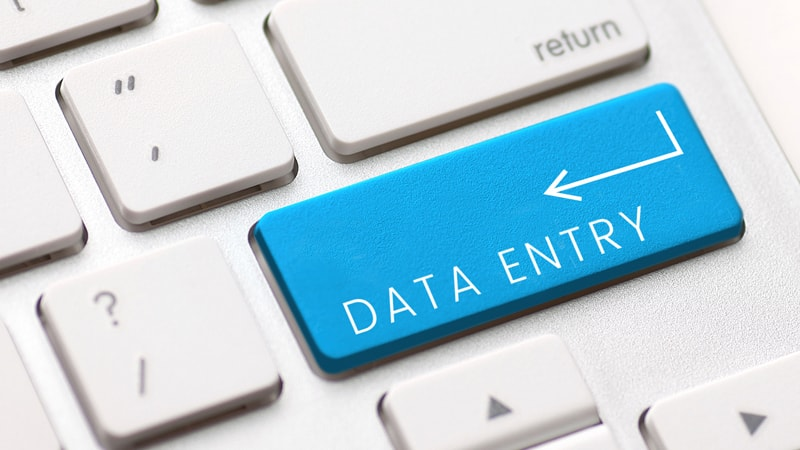 return
"
'
DATA ENTRY
?
/